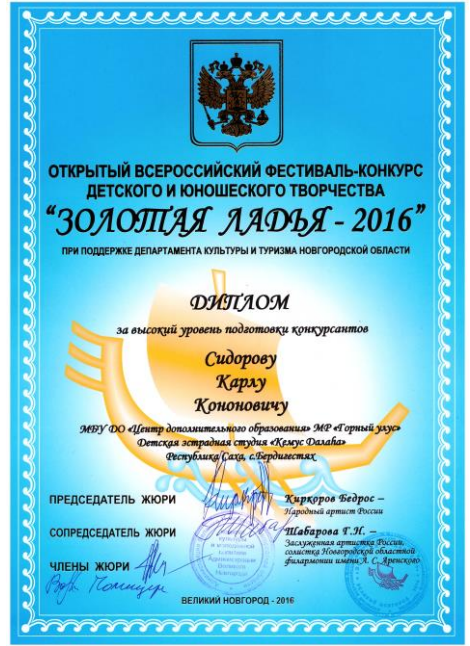 ОТКРЫТЫЙ ВСЕРОССИЙСКИЙ ФЕСТИВАЛЬ-КОНКУРС
ДЕТСКОГО И ЮНОШЕСКОГО ТВОРЧЕСТВА
“ЗОЛОТАЯ ЛАДЬЯ - 2016”
ПРИ ПОДДЕРЖКЕ ДЕПАРТАМЕНТА КУЛЬТУРЫ И ТУРИЗМА НОВГОРОДСКОЙ ОБЛАСТИ
ДИПЛОМ
за высокий уровень подготовки конкурсантов
Сидорову
Карлу
Кононовичу
МБУ ДО «Центр дополнительного образования» МР «Горный улус»
Детская эстрадная студия «Кемус Dалаhа»
Республика Саха, с.Бердигестях
ПРЕДСЕДАТЕЛЬ ЖЮРИ
Киркоров Бедрос –
Народный артист России
СОПРЕДСЕДАТЕЛЬ ЖЮРИ
Шабарова Г.Н. –
Заслуженная артистка России,
солистка Новгородской областной
филармонии имени А. С. Аренского
ЧЛЕНЫ ЖЮРИ
ВЕЛИКИЙ НОВГОРОД - 2016